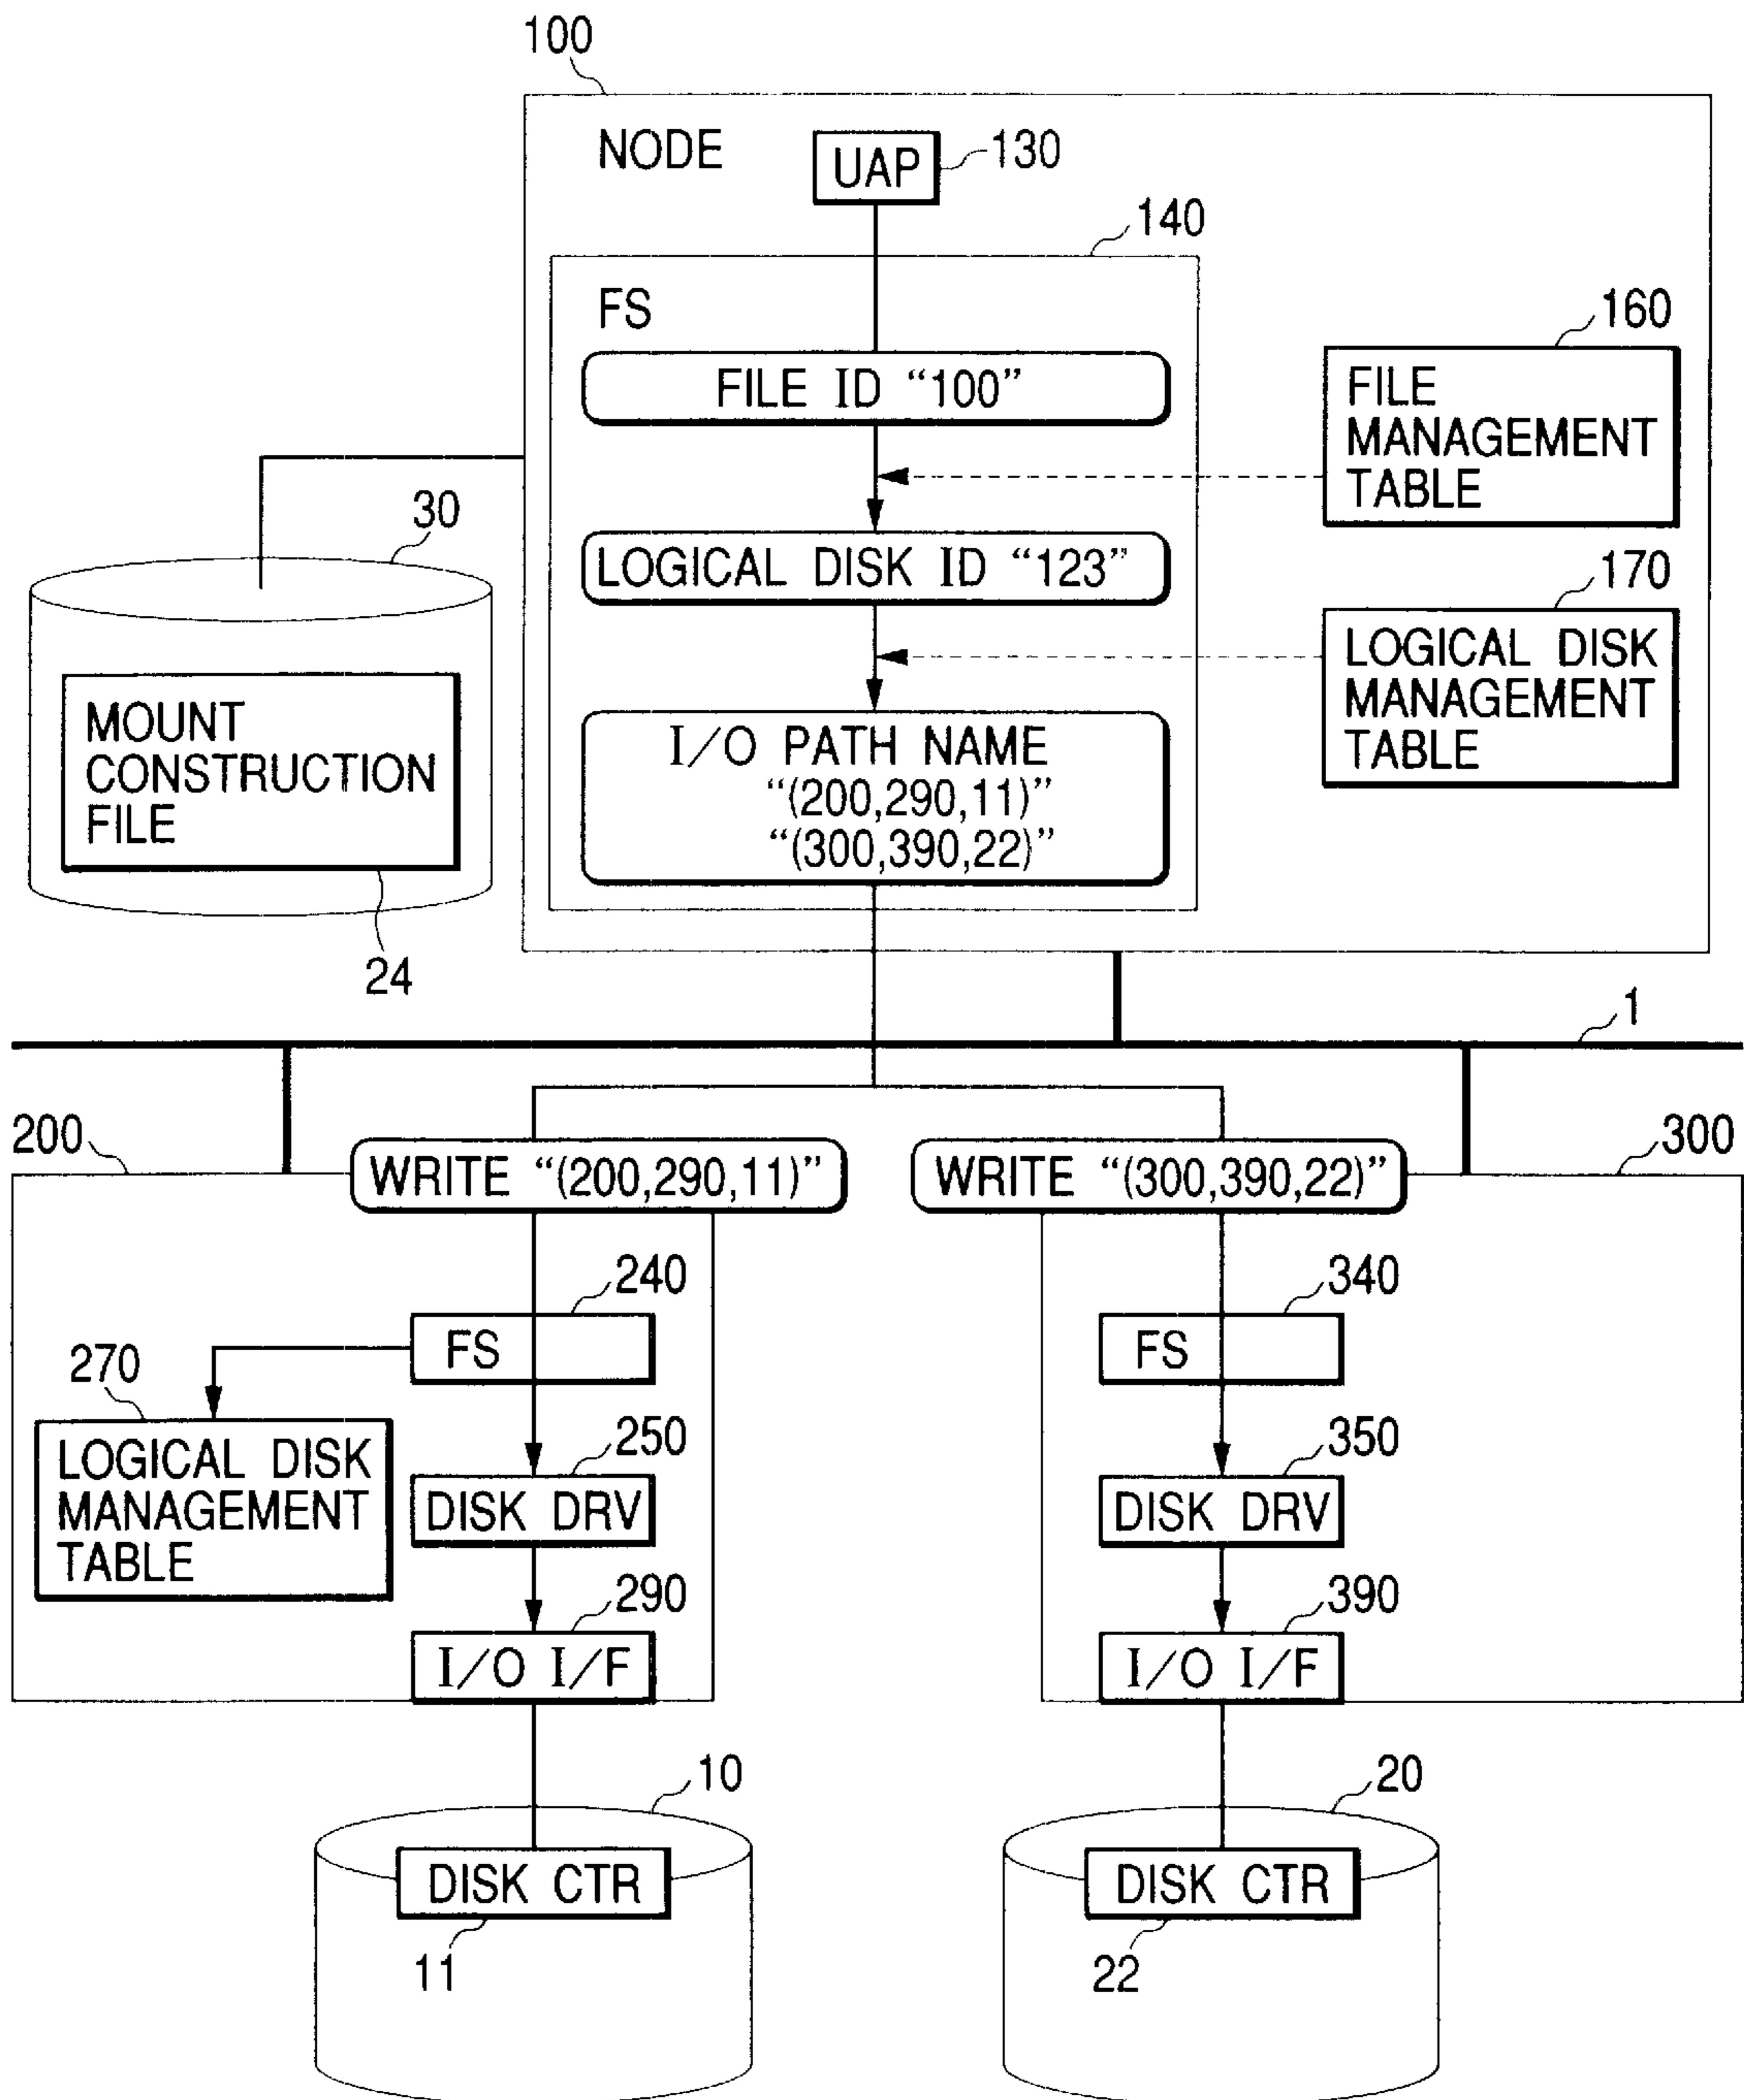 100
NODE
UAP
130
140
FS
160
FILE ID “100”
FILE
MANAGEMENT
TABLE
30
LOGICAL DISK ID “123”
170
LOGICAL DISK
MANAGEMENT
TABLE
MOUNT
CONSTRUCTION
FILE
I/O PATH NAME
“(200,290,11)”
“(300,390,22)”
24
1
200
WRITE “(200,290,11)”
WRITE “(300,390,22)”
300
240
FS
340
FS
270
LOGICAL DISK
MANAGEMENT
TABLE
250
DISK DRV
350
DISK DRV
290
I/O I/F
390
I/O I/F
10
DISK CTR
11
20
DISK CTR
22